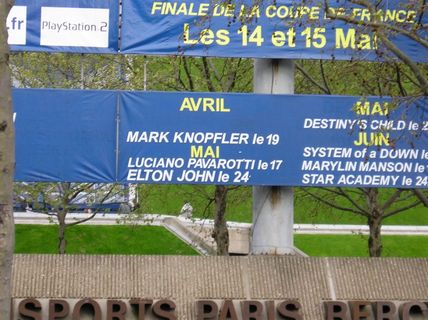 .fr
PlayStation 2
FINALE DE LA COUPE DE FRANCE
Les 14 et 15 Mai
AVRIL
MARK KNOPFLER le 19
MAI
LUCIANO PAVAROTTI le 17
ELTON JOHN le 24
MAI
DESTINY'S CHILD le 2
JUIN
SYSTEM of a DOWN le
MARYLIN MANSON le 1
STAR ACADEMY le 24
SPORTS PARIS BERC